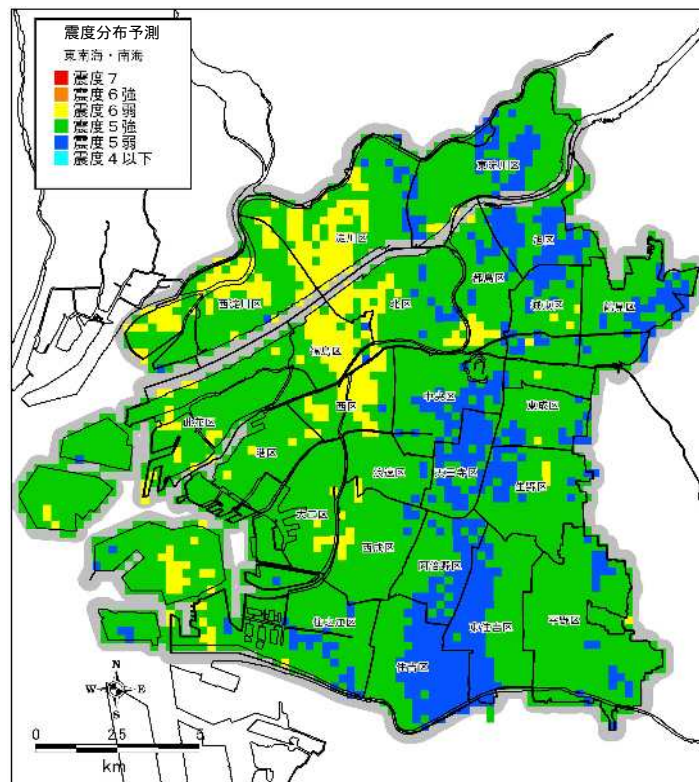 震度分布予測
東南海・南海
震度７
震度６強
震度６弱
震度５強
震度５弱
震度４以下
東淀川区
淀川区
旭区
都島区
西淀川区
北区
城東区
鶴見区
福島区
中央区
西区
東成区
此花区
港区
浪速区
天王寺区
生野区
大正区
西成区
阿倍野区
住之江区
東住吉区
平野区
住吉区
N
W E
S
0 2.5 5
km